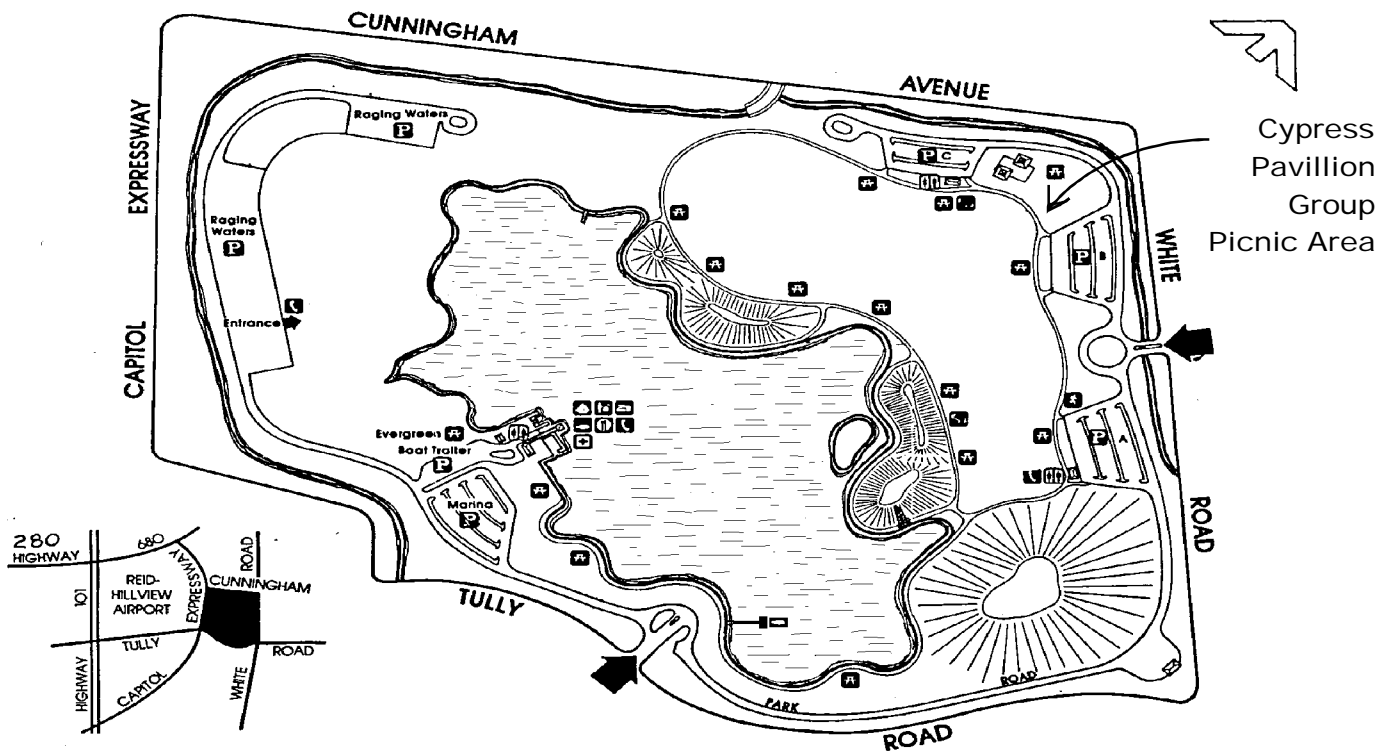 CUNNINGHAM
AVENUE
Cypress
Pavillion
Group
Picnic Area
EXPRESSWAY
CAPITOL
Raging Waters
P
Raging
Waters
P
Entrance
P C
P B
WHITE
ROAD
P A
Evergreen
Boat Trailer
P
Marina
P
TULLY
ROAD
PARK
ROAD
280
HIGHWAY
680
ROAD
EXPRESSWAY
CUNNINGHAM
101
REID-
HILLVIEW
AIRPORT
TULLY
ROAD
HIGHWAY
CAPITOL
WHITE